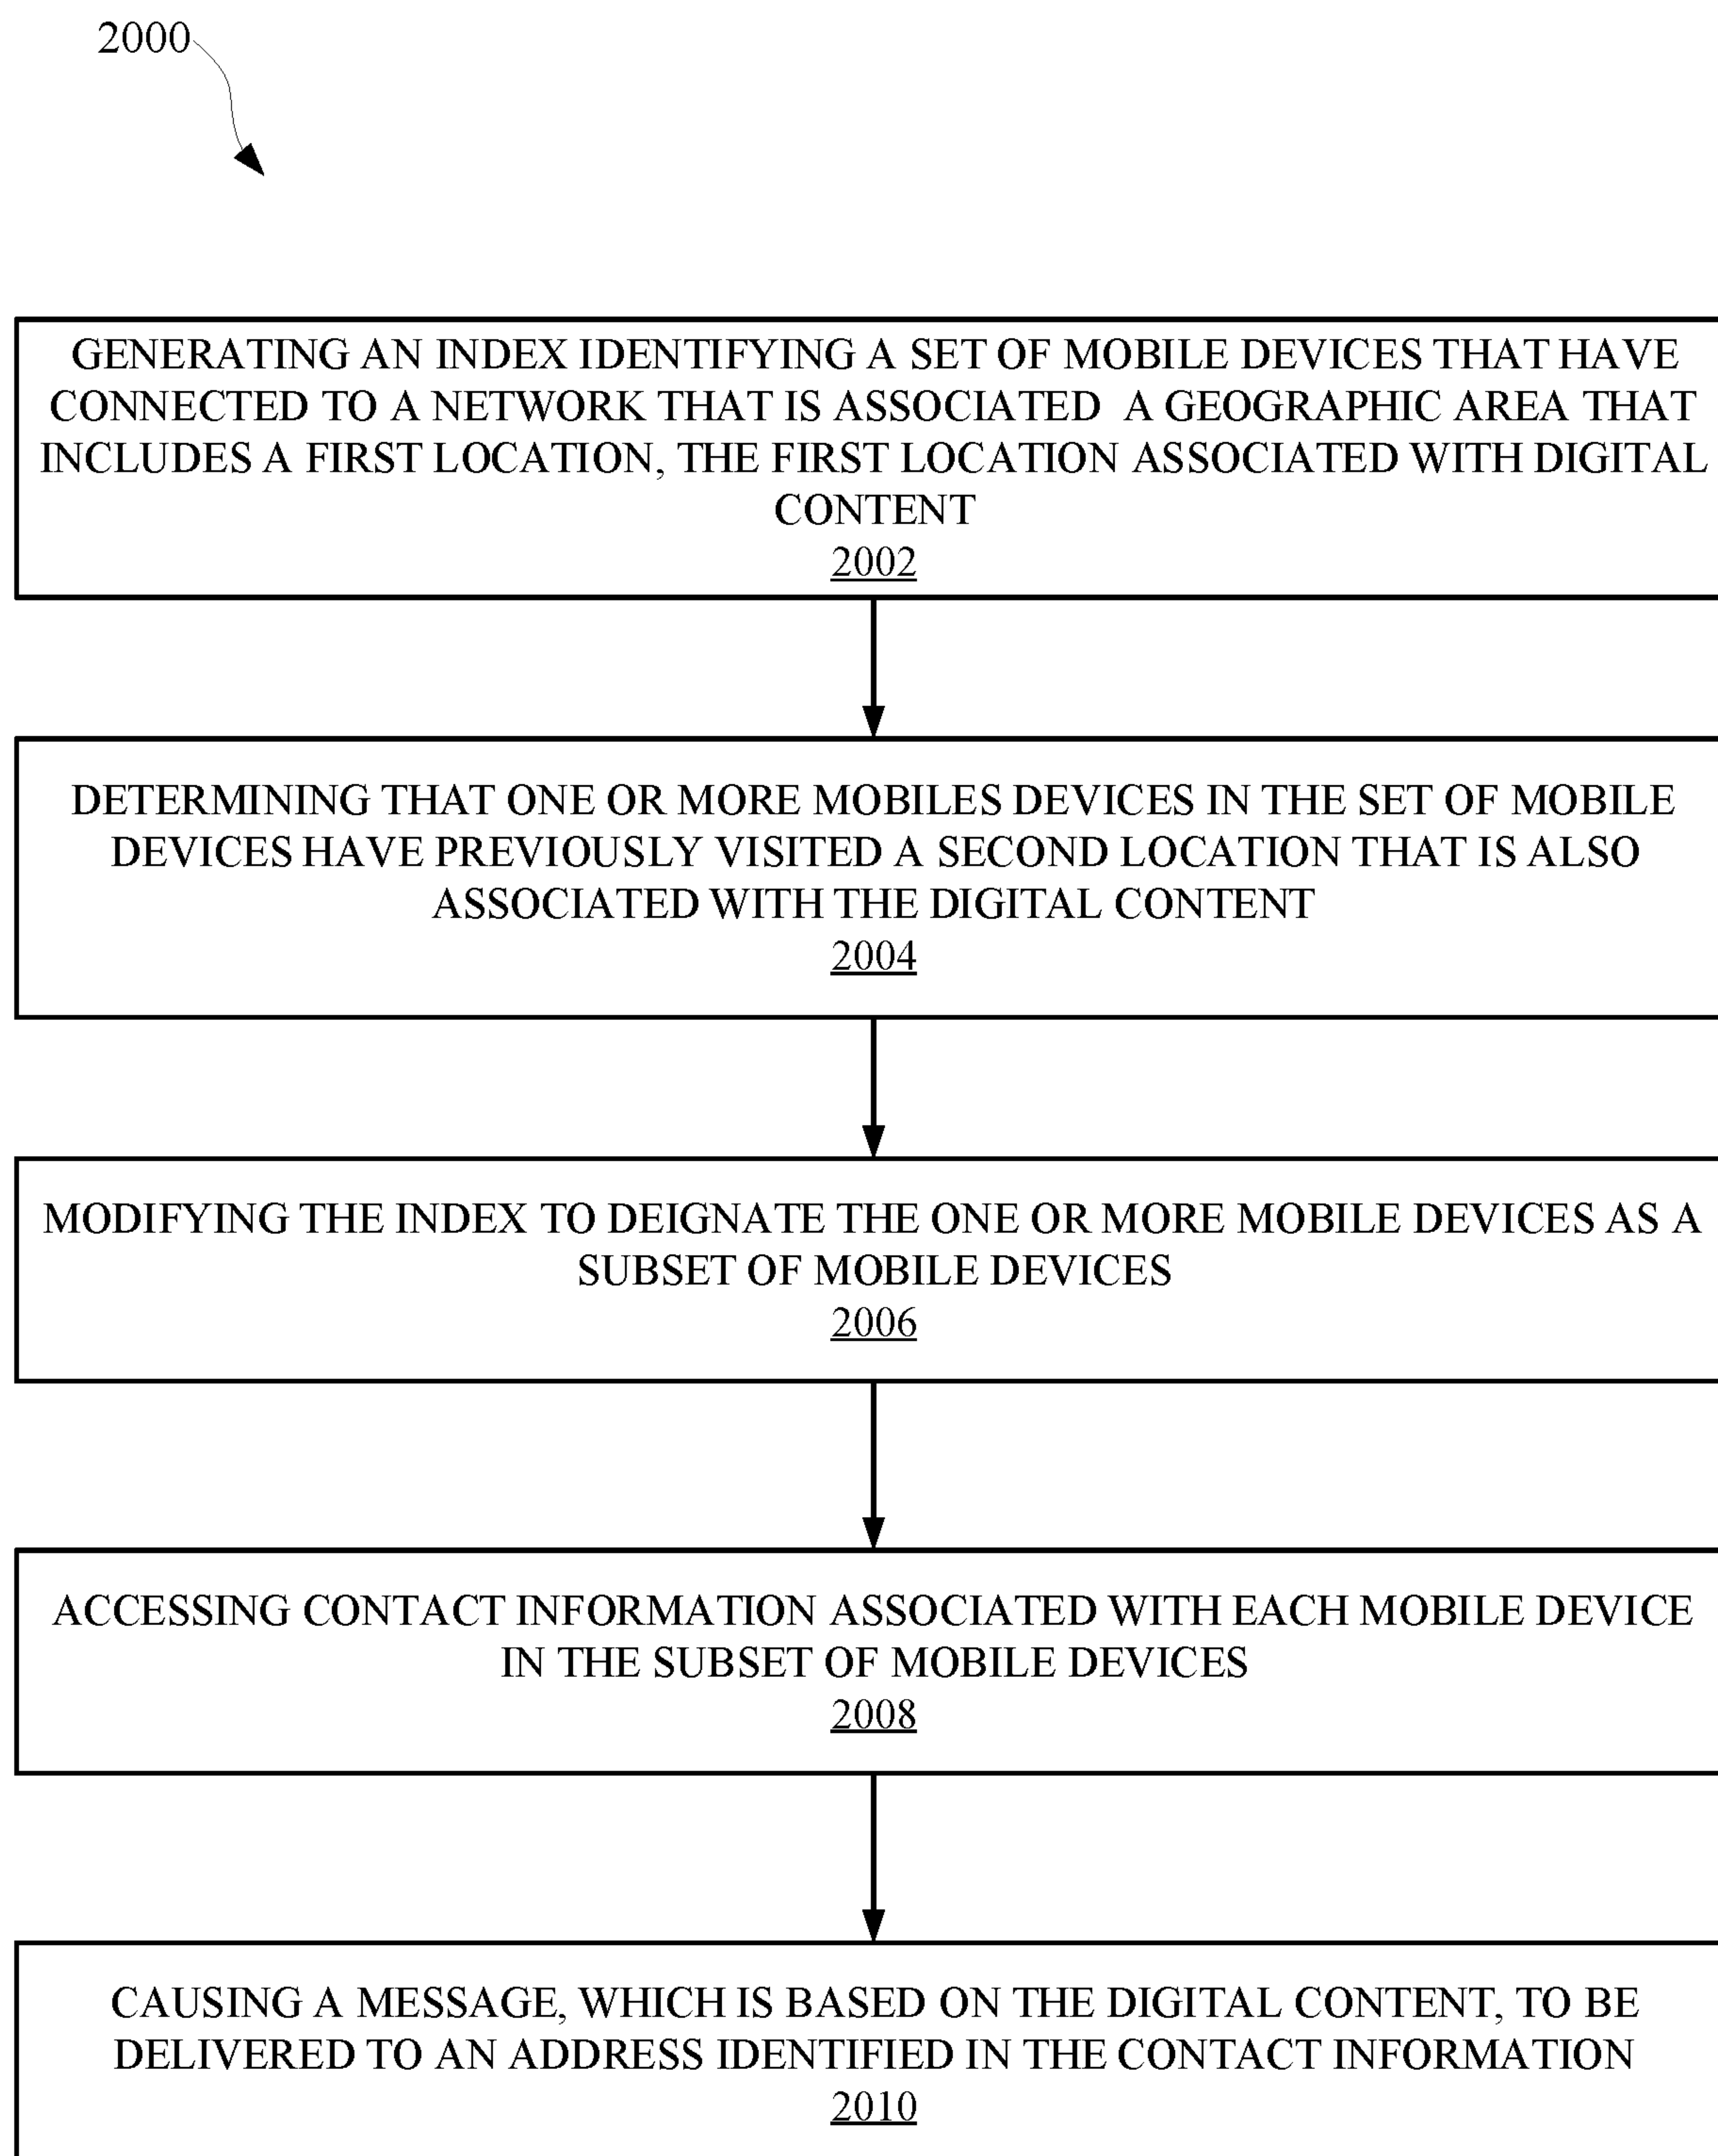 2000
GENERATING AN INDEX IDENTIFYING A SET OF MOBILE DEVICES THAT HAVE
CONNECTED TO A NETWORK THAT IS ASSOCIATED  A GEOGRAPHIC AREA THAT
INCLUDES A FIRST LOCATION, THE FIRST LOCATION ASSOCIATED WITH DIGITAL
CONTENT
2002
DETERMINING THAT ONE OR MORE MOBILES DEVICES IN THE SET OF MOBILE
DEVICES HAVE PREVIOUSLY VISITED A SECOND LOCATION THAT IS ALSO
ASSOCIATED WITH THE DIGITAL CONTENT
2004
MODIFYING THE INDEX TO DEIGNATE THE ONE OR MORE MOBILE DEVICES AS A
SUBSET OF MOBILE DEVICES
2006
ACCESSING CONTACT INFORMATION ASSOCIATED WITH EACH MOBILE DEVICE
IN THE SUBSET OF MOBILE DEVICES
2008
CAUSING A MESSAGE, WHICH IS BASED ON THE DIGITAL CONTENT, TO BE
DELIVERED TO AN ADDRESS IDENTIFIED IN THE CONTACT INFORMATION
2010